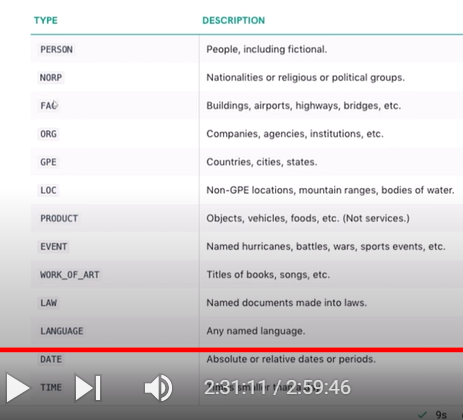 TYPE DESCRIPTION
PERSON People, including fictional.
NORP Nationalities or religious or political groups.
FAC Buildings, airports, highways, bridges, etc.
ORG Companies, agencies, institutions, etc.
GPE Countries, cities, states.
LOC Non-GPE locations, mountain ranges, bodies of water.
PRODUCT Objects, vehicles, foods, etc. (Not services.)
EVENT Named hurricanes, battles, wars, sports events, etc.
WORK_OF_ART Titles of books, songs, etc.
LAW Named documents made into laws.
LANGUAGE Any named language.
DATE Absolute or relative dates or periods.
TIME Times smaller than a
2:31:11 / 2:59:46
9s